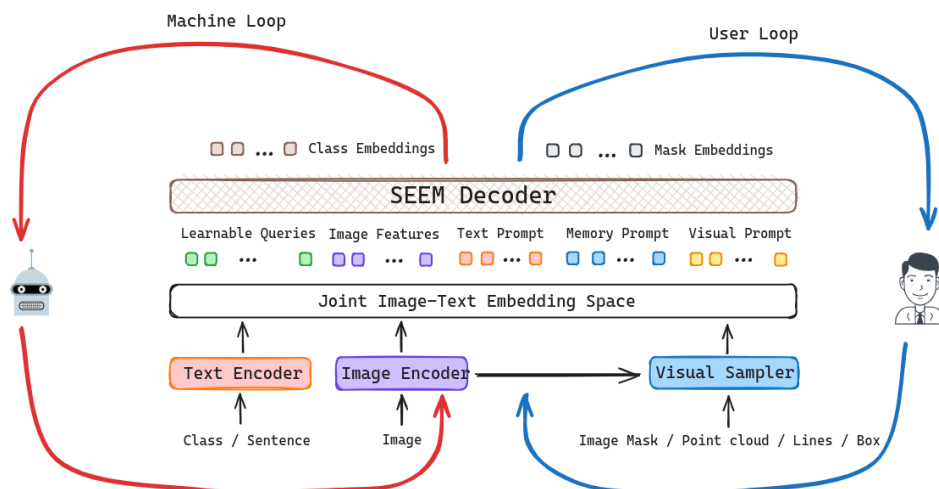 Machine Loop
User Loop
Class Embeddings
Mask Embeddings
SEEM Decoder
Learnable Queries
Image Features
Text Prompt
Memory Prompt
Visual Prompt
Joint Image-Text Embedding Space
Text Encoder
Image Encoder
Visual Sampler
Class / Sentence
Image
Image Mask / Point cloud / Lines / Box